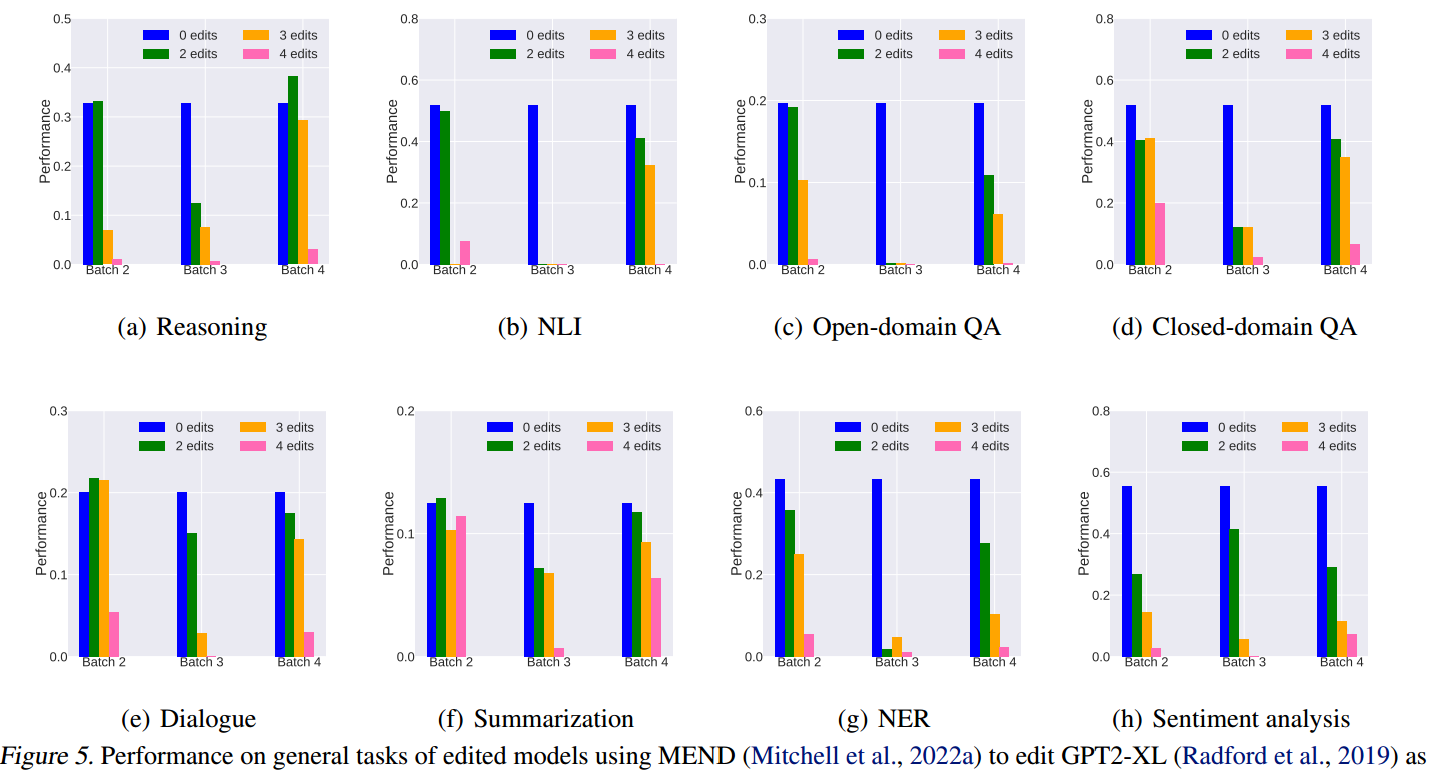 0.5 0.8 0.3 0.8
0 edits 3 edits 0 edits 3 edits 0 edits 3 edits 0 edits 3 edits
2 edits 4 edits 2 edits 4 edits 2 edits 4 edits 2 edits 4 edits
0.4 0.6 0.2 0.6
0.3 0.4 0.1 0.4
0.2 0.2 0.0 0.2
0.1 0.0 0.0
0.0
Performance Performance Performance Performance
Batch 2 Batch 3 Batch 4 Batch 2 Batch 3 Batch 4 Batch 2 Batch 3 Batch 4 Batch 2 Batch 3 Batch 4
(a) Reasoning (b) NLI (c) Open-domain QA (d) Closed-domain QA
0.3 0.2 0.6 0.8
0 edits 3 edits 0 edits 3 edits 0 edits 3 edits 0 edits 3 edits
2 edits 4 edits 2 edits 4 edits 2 edits 4 edits 2 edits 4 edits
0.2 0.1 0.4 0.6
0.1 0.0 0.2 0.4
0.0 0.0 0.2
0.0
Performance Performance Performance Performance
Batch 2 Batch 3 Batch 4 Batch 2 Batch 3 Batch 4 Batch 2 Batch 3 Batch 4 Batch 2 Batch 3 Batch 4
(e) Dialogue (f) Summarization (g) NER (h) Sentiment analysis
Figure 5. Performance on general tasks of edited models using MEND (Mitchell et al., 2022a) to edit GPT2-XL (Radford et al., 2019) as